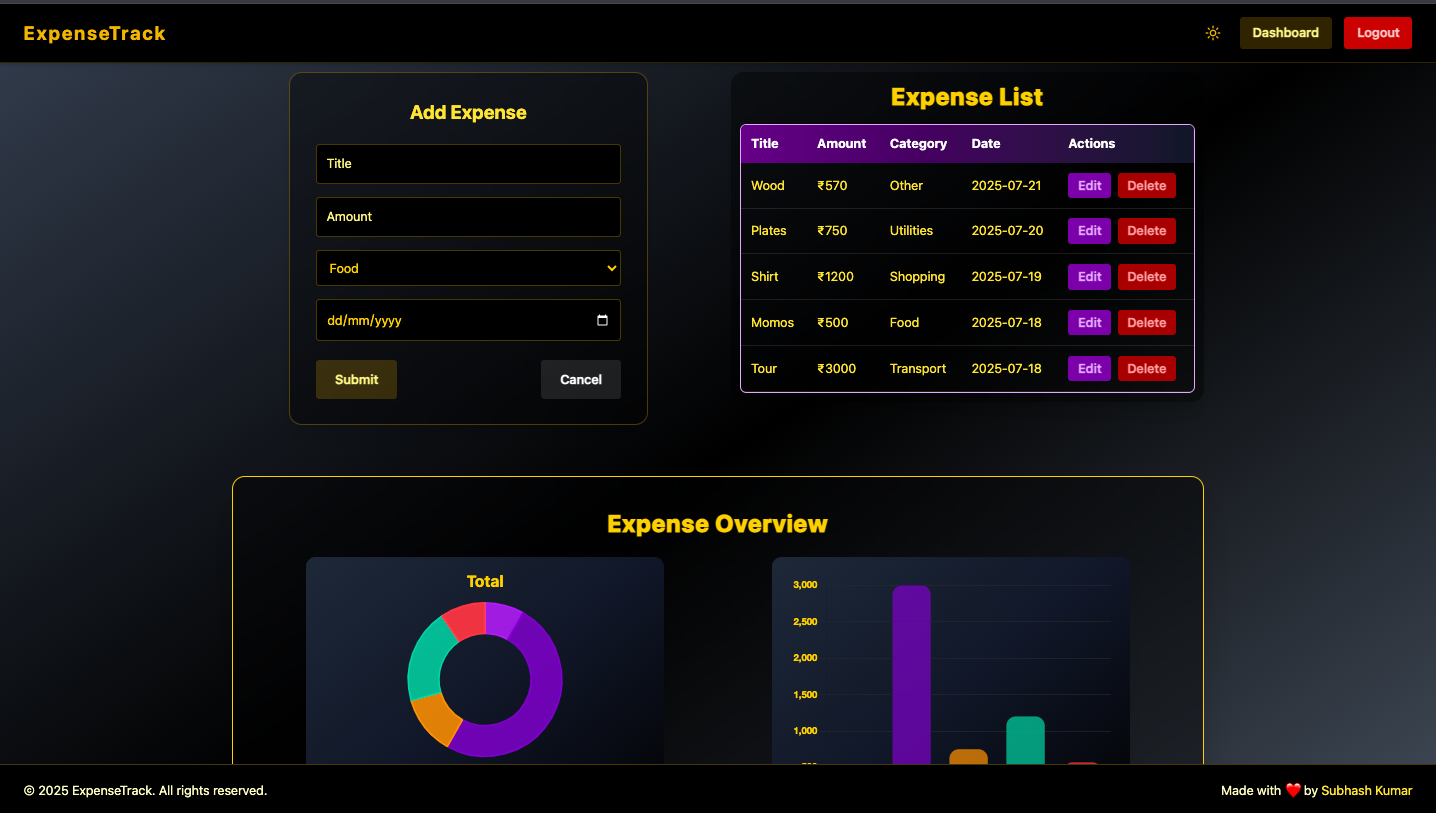 ExpenseTrack
Dashboard
Logout
Add Expense
Title
Amount
Food
dd/mm/yyyy
Submit
Cancel
Expense List
Title Amount Category Date Actions
Wood ₹570 Other 2025-07-21 Edit Delete
Plates ₹750 Utilities 2025-07-20 Edit Delete
Shirt ₹1200 Shopping 2025-07-19 Edit Delete
Momos ₹500 Food 2025-07-18 Edit Delete
Tour ₹3000 Transport 2025-07-18 Edit Delete
Expense Overview
Total
3,000
2,500
2,000
1,500
1,000
© 2025 ExpenseTrack. All rights reserved.
Made with ❤️ by Subhash Kumar